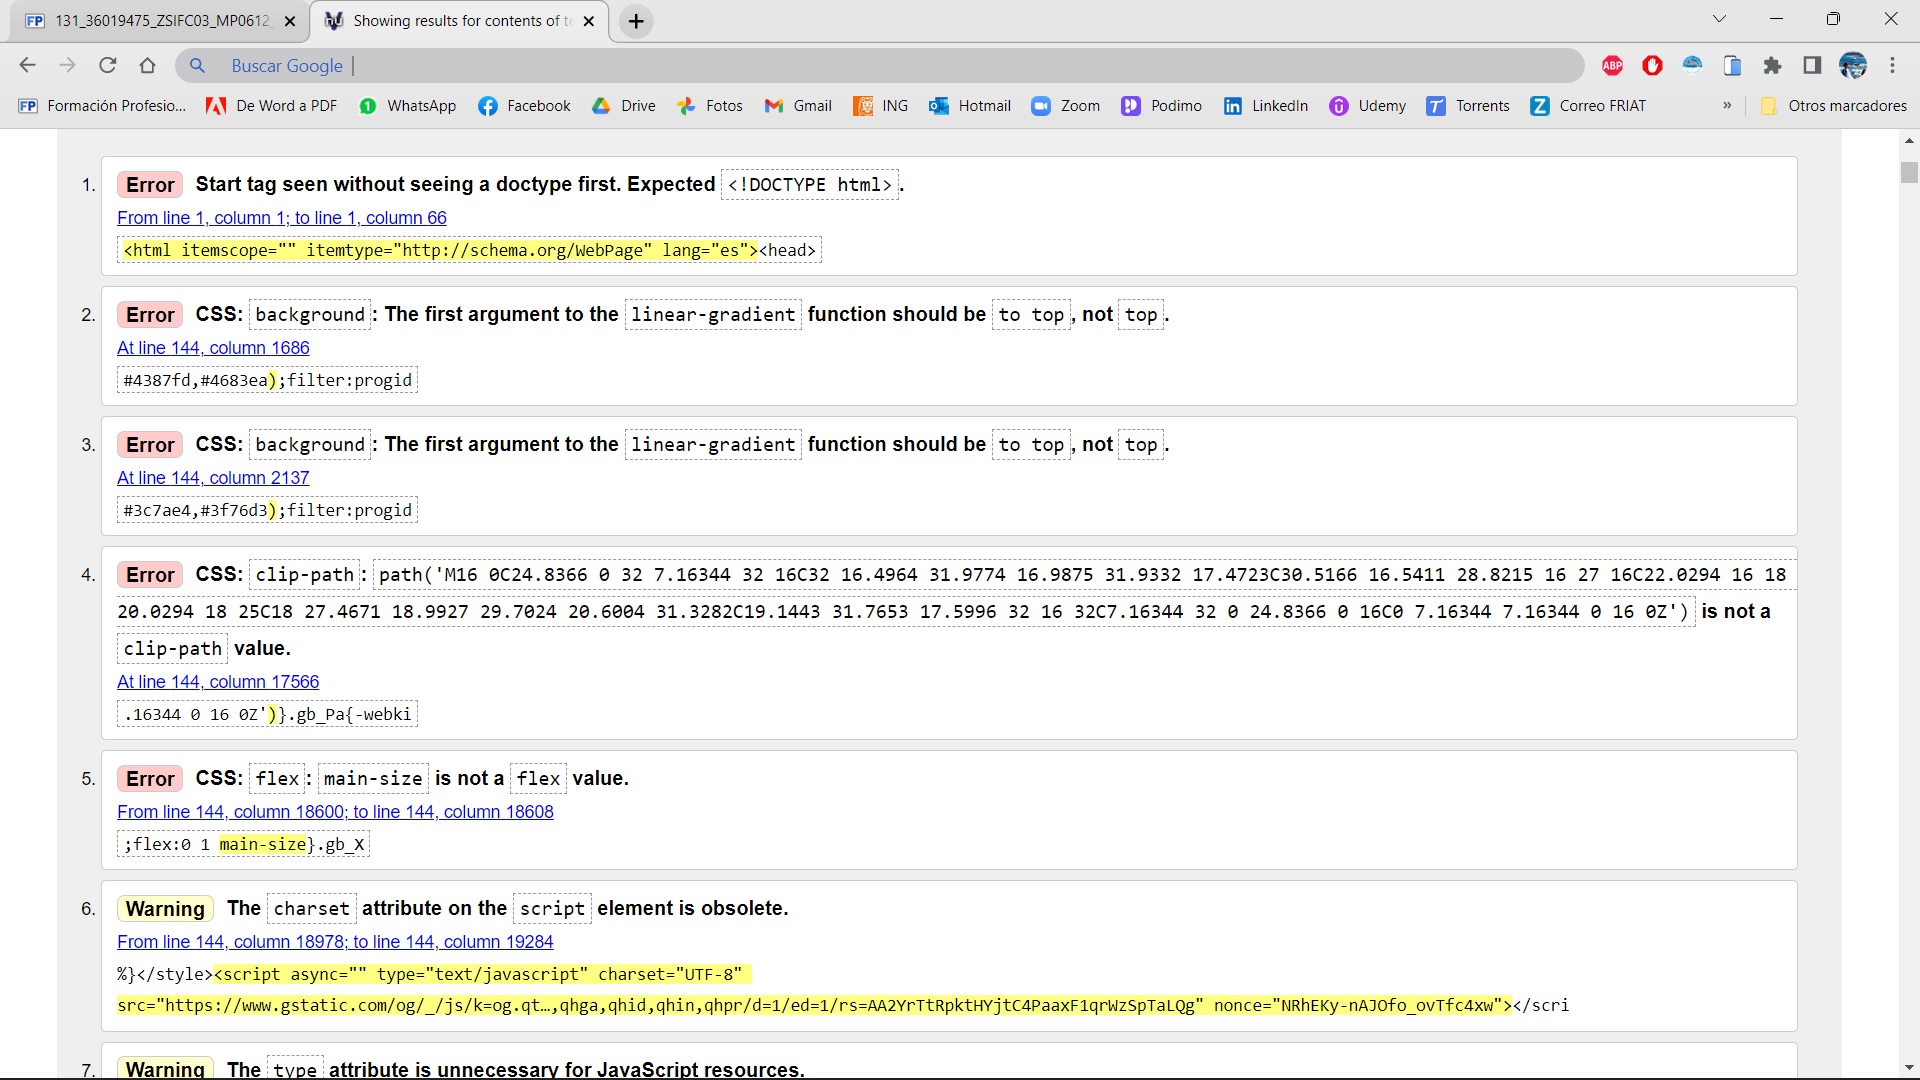 131_36019475_ZSIFC03_MP0612
Showing results for contents of t
Buscar Google
ABP
Formación Profesio... De Word a PDF WhatsApp Facebook Drive Fotos Gmail ING Hotmail Zoom Podimo LinkedIn Udemy Torrents Correo FRIAT » Otros marcadores
1. Error Start tag seen without seeing a doctype first. Expected <!DOCTYPE html>.
From line 1, column 1; to line 1, column 66
<html itemscope="" itemtype="http://schema.org/WebPage" lang="es"><head>
2. Error CSS: background: The first argument to the linear-gradient function should be to top, not top.
At line 144, column 1686
#4387fd,#4683ea);filter:progid
3. Error CSS: background: The first argument to the linear-gradient function should be to top, not top.
At line 144, column 2137
#3c7ae4,#3f76d3);filter:progid
4. Error CSS: clip-path: path('M16 0C24.8366 0 32 7.16344 32 16C32 16.4964 31.9774 16.9875 31.9332 17.4723C30.5166 16.5411 28.8215 16 27 16C22.0294 16 18
20.0294 18 25C18 27.4671 18.9927 29.7024 20.6004 31.3282C19.1443 31.7653 17.5996 32 16 32C7.16344 32 0 24.8366 0 16C0 7.16344 7.16344 0 16 0Z') is not a
clip-path value.
At line 144, column 17566
.16344 0 16 0Z')}.gb_Pa{-webki
5. Error CSS: flex: main-size is not a flex value.
From line 144, column 18600; to line 144, column 18608
;flex:0 1 main-size}.gb_X
6. Warning The charset attribute on the script element is obsolete.
From line 144, column 18978; to line 144, column 19284
%}</style><script async="" type="text/javascript" charset="UTF-8"
src="https://www.gstatic.com/og/_/js/k=og.qt…,qhga,qhid,qhin,qhpr/d=1/ed=1/rs=AA2YrTtRpktHYjtC4PaaxF1qrWzSpTaLQg" nonce="NRhEKy-nAJOfo_ovTfc4xw"></scri
7. Warning The type attribute is unnecessary for JavaScript resources.